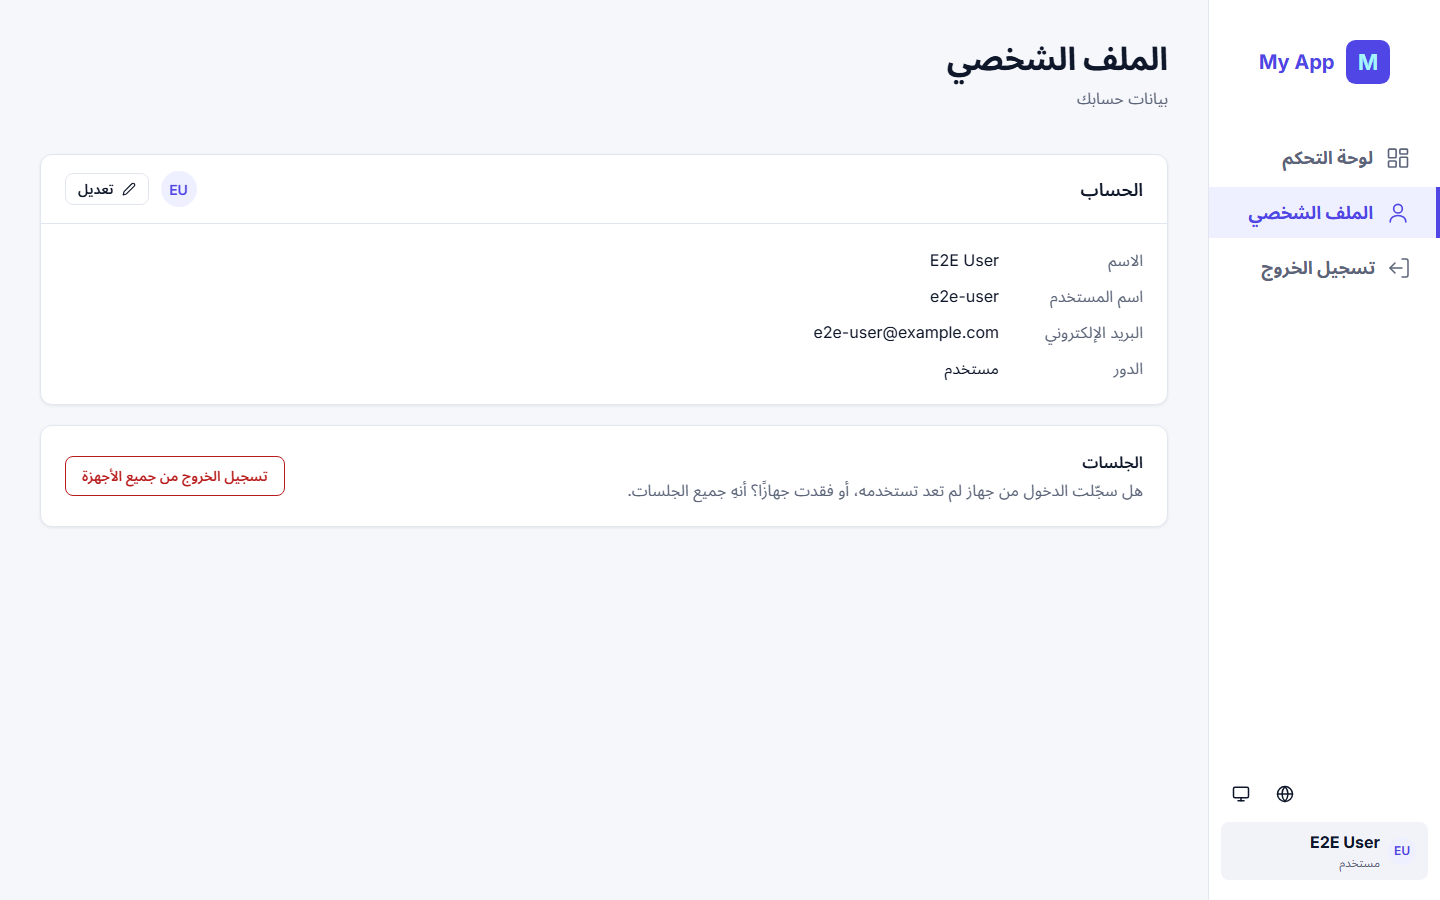 M
My App
لوحة التحكم
الملف الشخصي
تسجيل الخروج
EU
E2E User
مستخدم
الملف الشخصي
بيانات حسابك
الحساب
EU
تعديل
الاسم
E2E User
اسم المستخدم
e2e-user
البريد الإلكتروني
e2e-user@example.com
الدور
مستخدم
الجلسات
هل سجّلت الدخول من جهاز لم تعد تستخدمه، أو فقدت جهازًا؟ أنهِ جميع الجلسات.
تسجيل الخروج من جميع الأجهزة